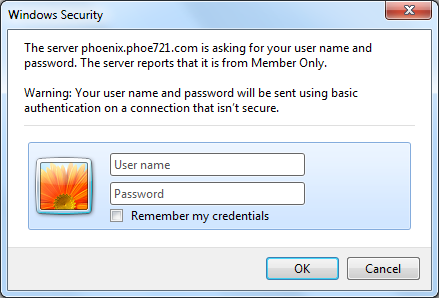 Windows Security
The server phoenix.phoe721.com is asking for your user name and
password. The server reports that it is from Member Only.
Warning: Your user name and password will be sent using basic
authentication on a connection that isn't secure.
User name
Password
Remember my credentials
OK
Cancel